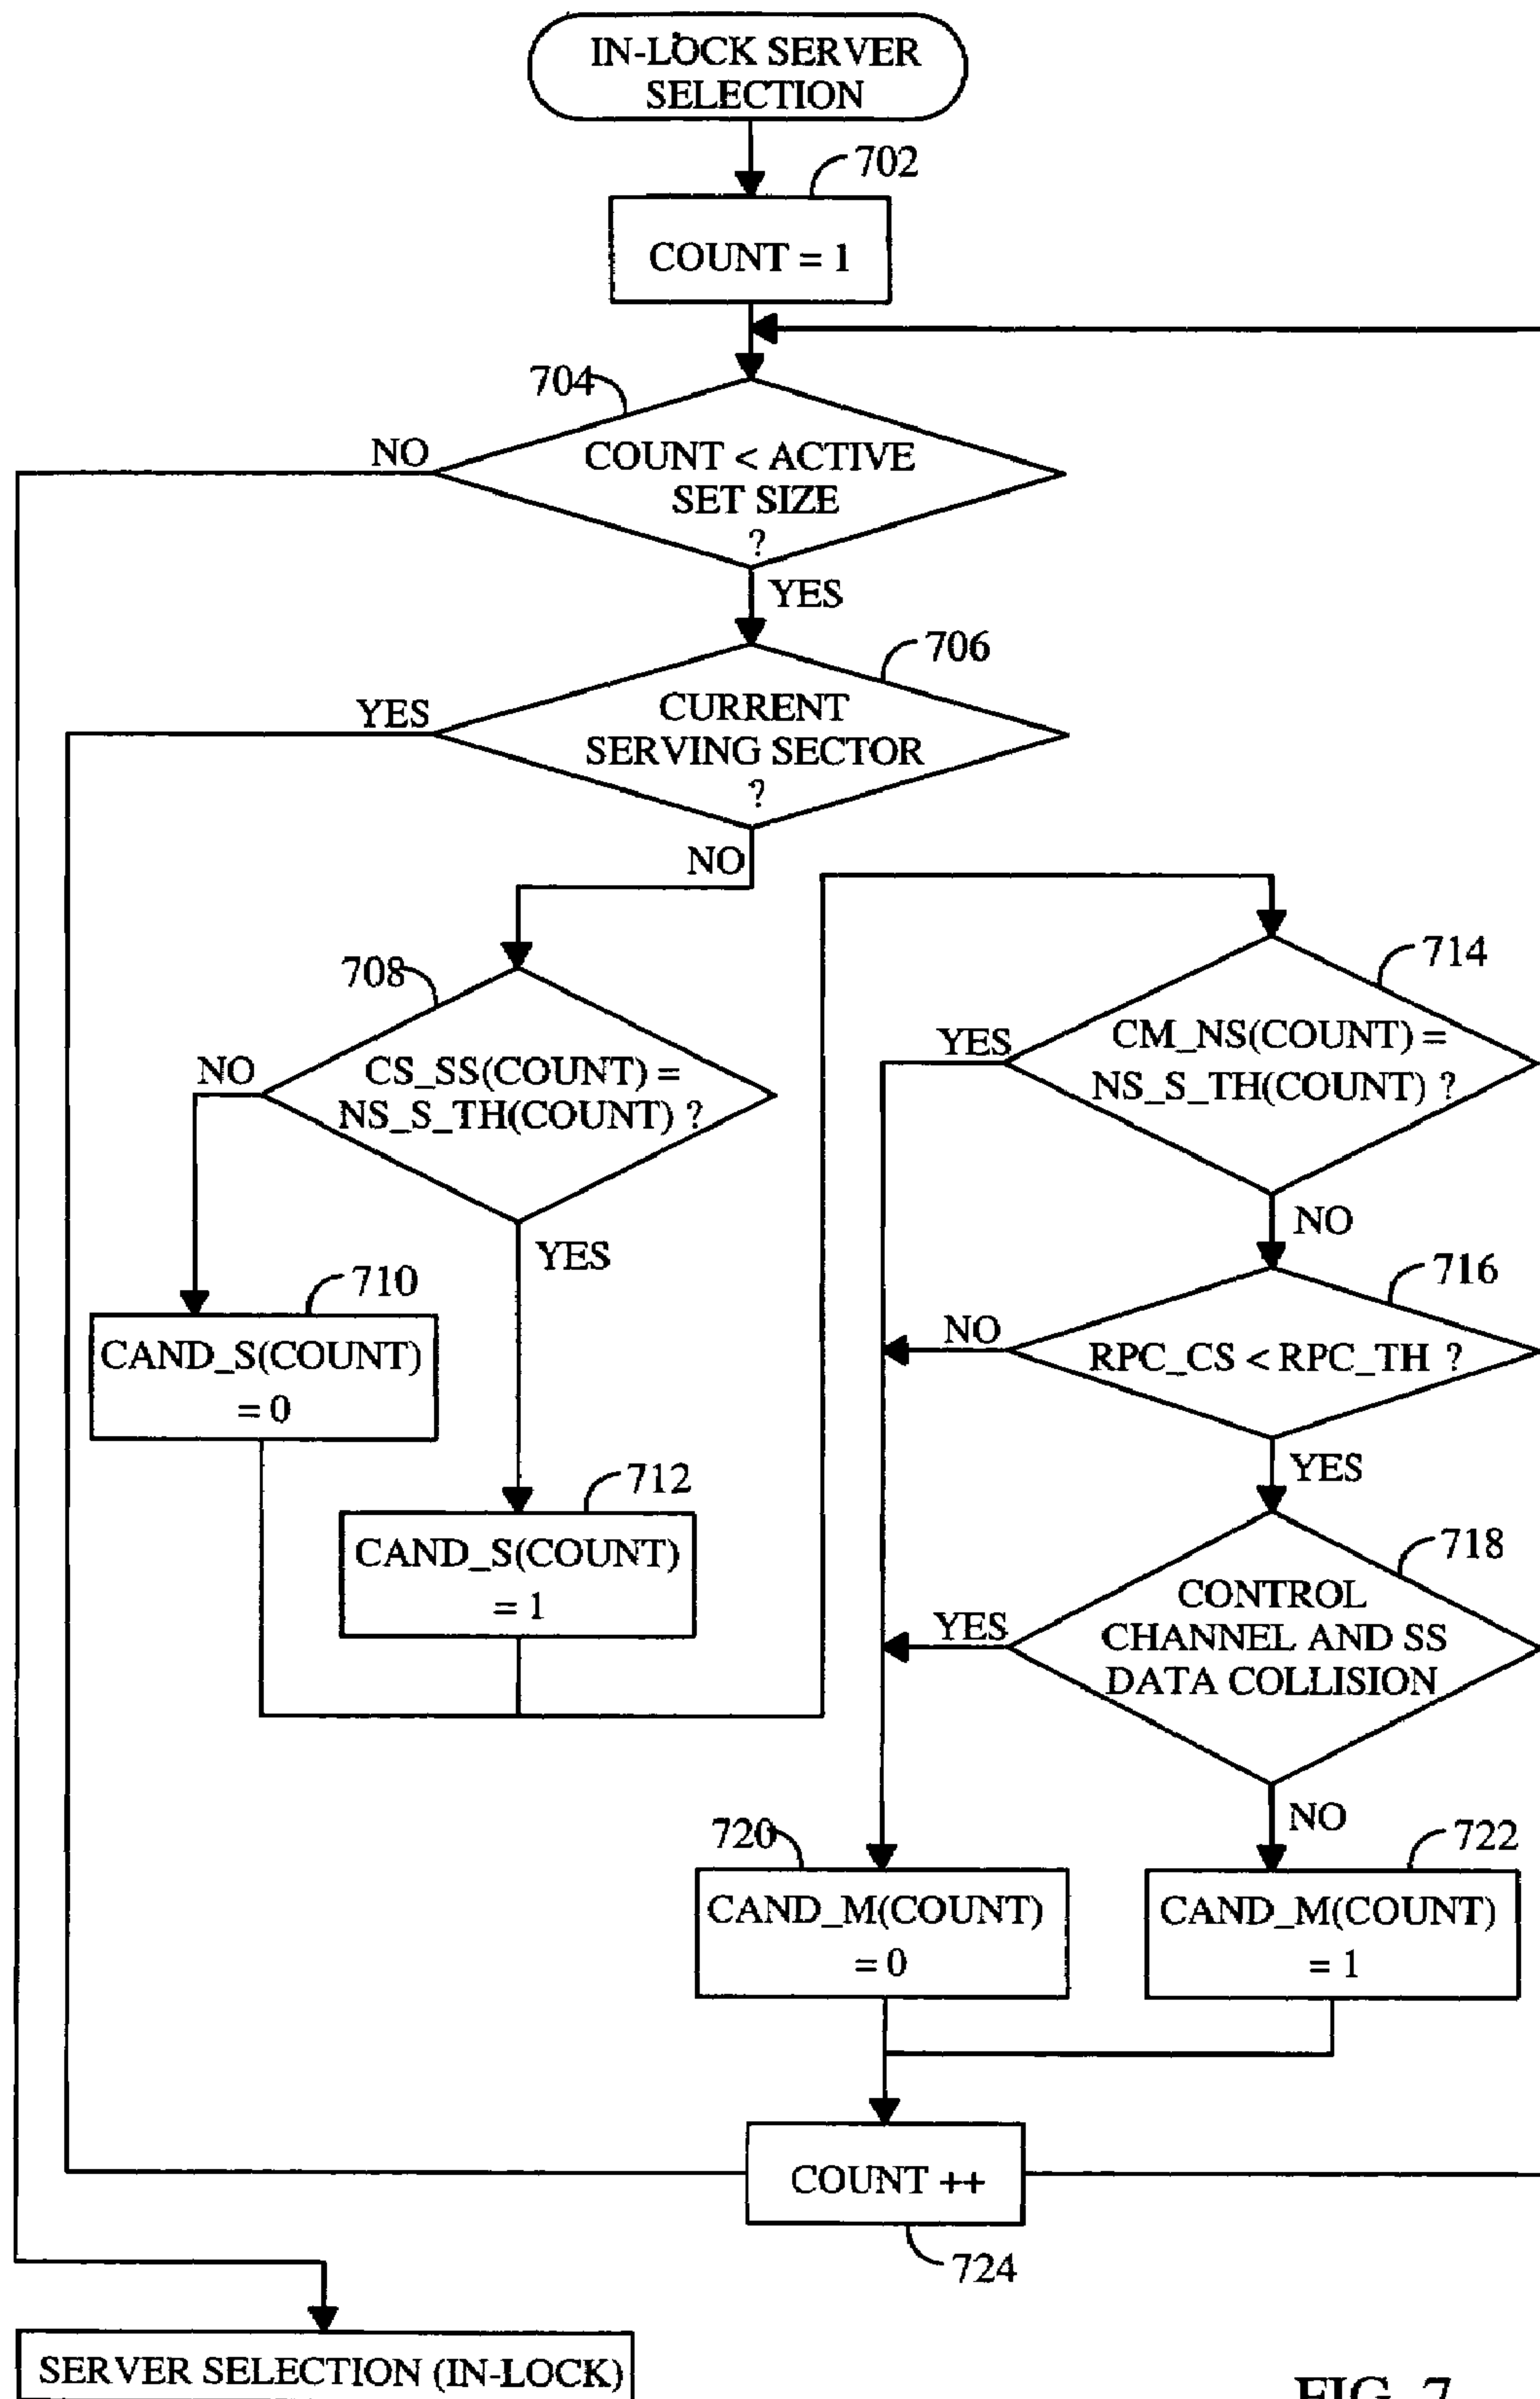 IN-LOCK SERVER
SELECTION
702
COUNT = 1
704
NO
COUNT < ACTIVE
SET SIZE
?
YES
706
YES
CURRENT
SERVING SECTOR
?
NO
708
NO
CS_SS(COUNT) =
NS_S_TH(COUNT) ?
YES
710
CAND_S(COUNT)
= 0
712
CAND_S(COUNT)
= 1
714
YES
CM_NS(COUNT) =
NS_S_TH(COUNT) ?
NO
716
NO
RPC_CS < RPC_TH ?
YES
718
YES
CONTROL
CHANNEL AND SS
DATA COLLISION
NO
720
CAND_M(COUNT)
= 0
722
CAND_M(COUNT)
= 1
COUNT ++
724
SERVER SELECTION (IN-LOCK)
FIG. 7